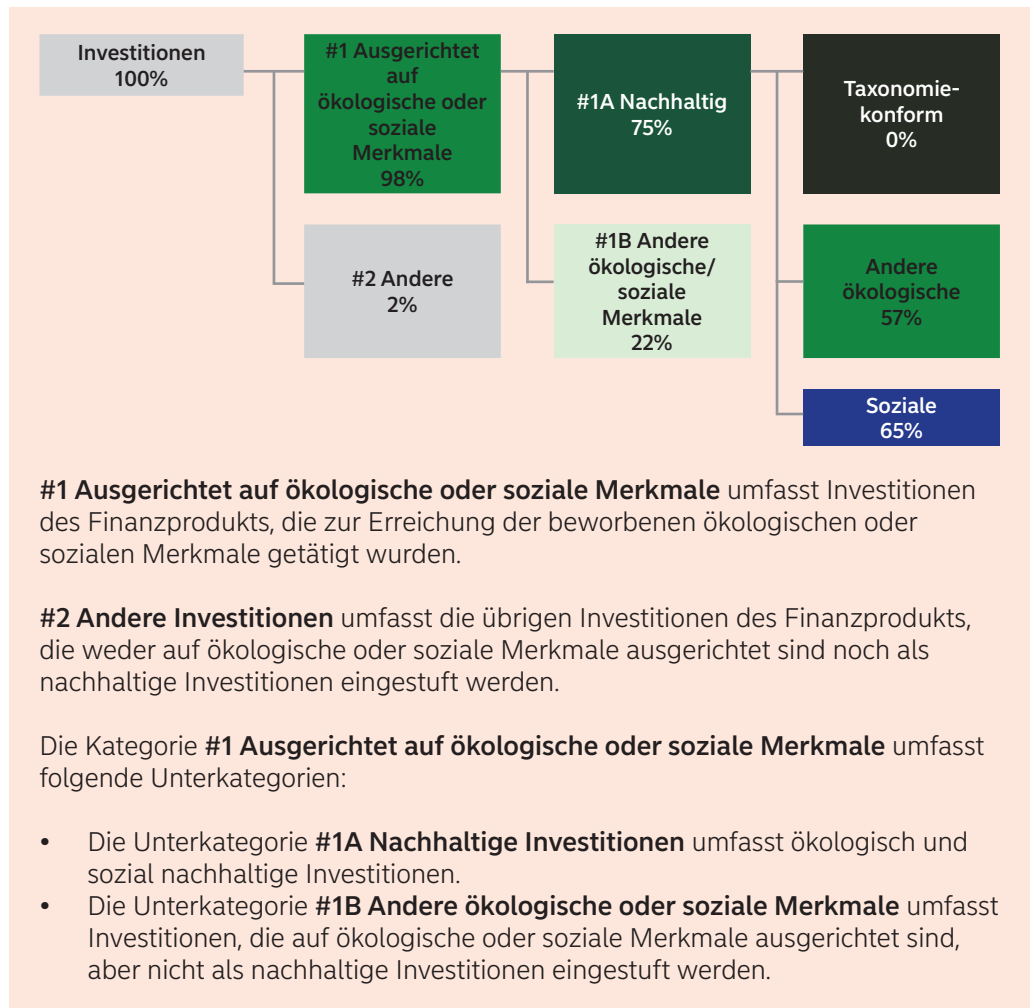 Investitionen
100%
#1 Ausgerichtet
auf
ökologische oder
soziale
Merkmale
98%
#1A Nachhaltig
75%
Taxonomie-
konform
0%
#2 Andere
2%
#1B Andere
ökologische/
soziale
Merkmale
22%
Andere
ökologische
57%
Soziale
65%
#1 Ausgerichtet auf ökologische oder soziale Merkmale umfasst Investitionen
des Finanzprodukts, die zur Erreichung der beworbenen ökologischen oder
sozialen Merkmale getätigt wurden.
#2 Andere Investitionen umfasst die übrigen Investitionen des Finanzprodukts,
die weder auf ökologische oder soziale Merkmale ausgerichtet sind noch als
nachhaltige Investitionen eingestuft werden.
Die Kategorie #1 Ausgerichtet auf ökologische oder soziale Merkmale umfasst
folgende Unterkategorien:
• Die Unterkategorie #1A Nachhaltige Investitionen umfasst ökologisch und
sozial nachhaltige Investitionen.
• Die Unterkategorie #1B Andere ökologische oder soziale Merkmale umfasst
Investitionen, die auf ökologische oder soziale Merkmale ausgerichtet sind,
aber nicht als nachhaltige Investitionen eingestuft werden.